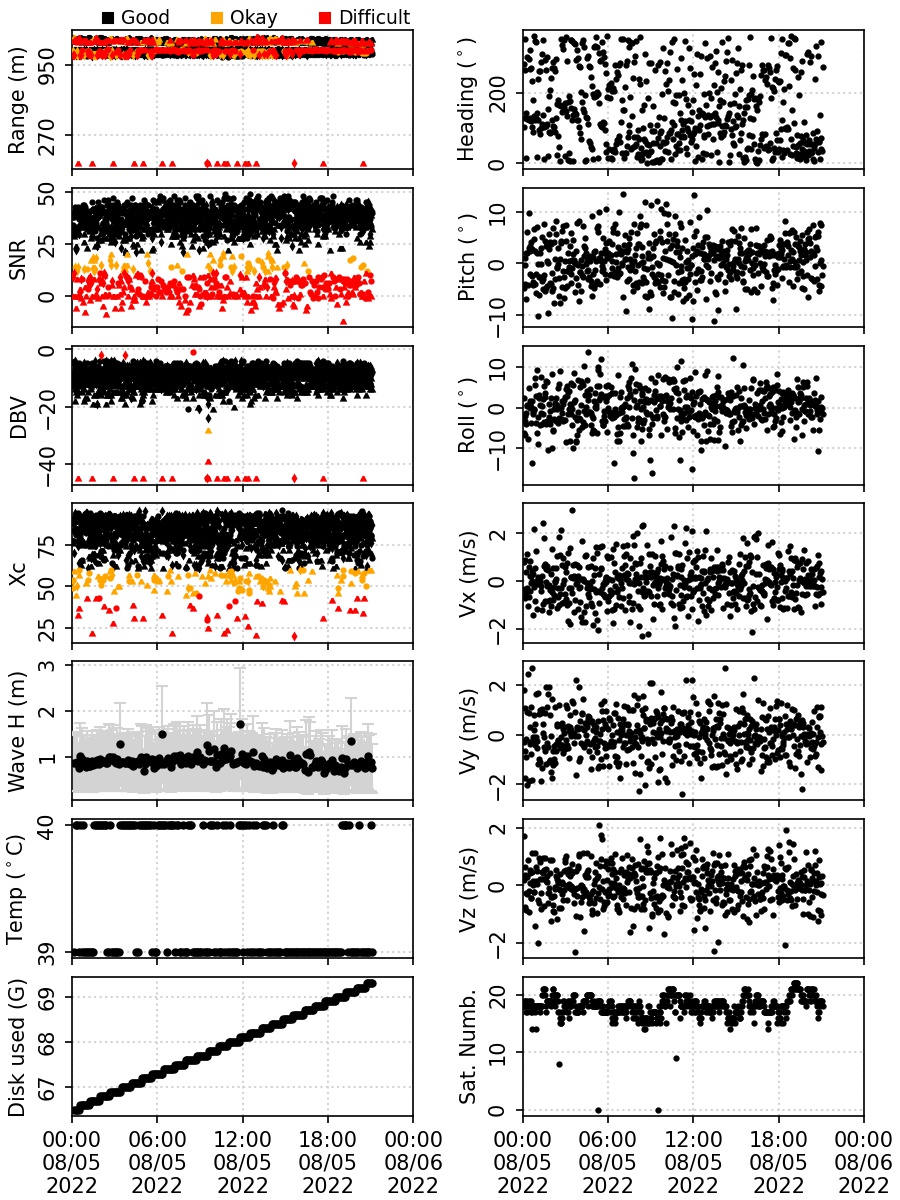 Good Okay Difficult
Range (m)
950
270
Heading (°)
200
0
SNR
50
25
0
Pitch (°)
10
0
−10
DBV
0
−20
−40
Roll (°)
10
0
−10
Xc
75
50
25
Vx (m/s)
2
0
−2
Wave H (m)
3
2
1
Vy (m/s)
2
0
−2
Temp (°C)
40
39
Vz (m/s)
2
0
−2
Disk used (G)
69
68
67
Sat. Numb.
20
10
0
00:00 06:00 12:00 18:00 00:00
08/05 08/05 08/05 08/05 08/06
2022 2022 2022 2022 2022
00:00 06:00 12:00 18:00 00:00
08/05 08/05 08/05 08/05 08/06
2022 2022 2022 2022 2022